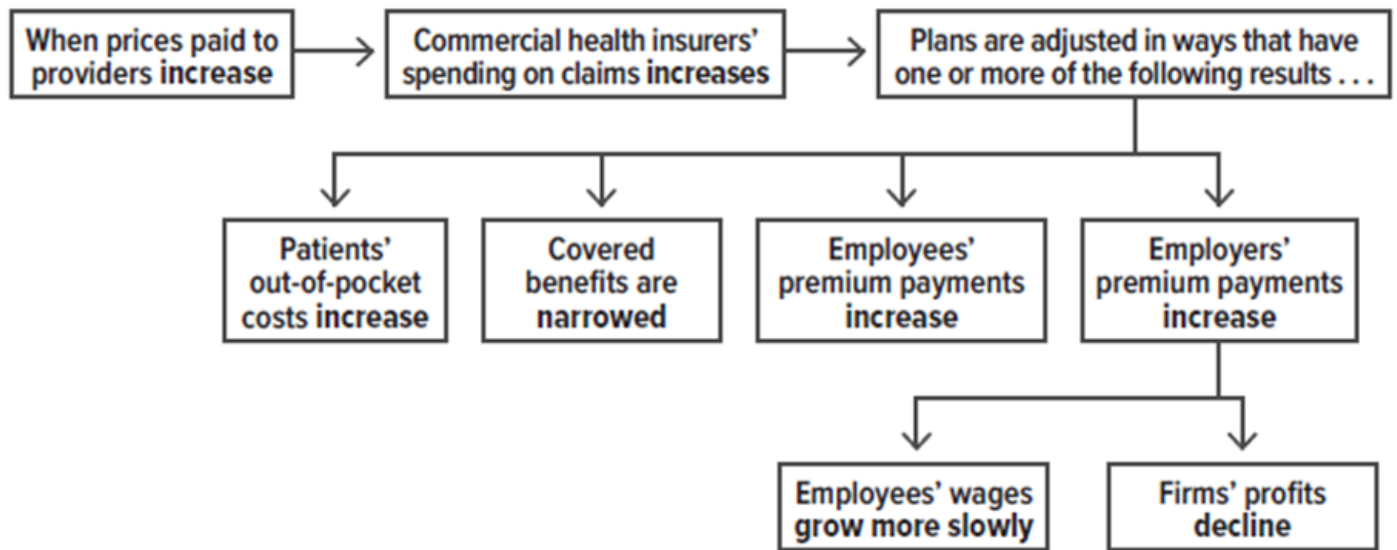 When prices paid to
providers increase
Commercial health insurers’
spending on claims increases
Plans are adjusted in ways that have
one or more of the following results . . .
Patients’
out-of-pocket
costs increase
Covered
benefits are
narrowed
Employees’
premium payments
increase
Employers’
premium payments
increase
Employees’ wages
grow more slowly
Firms’ profits
decline